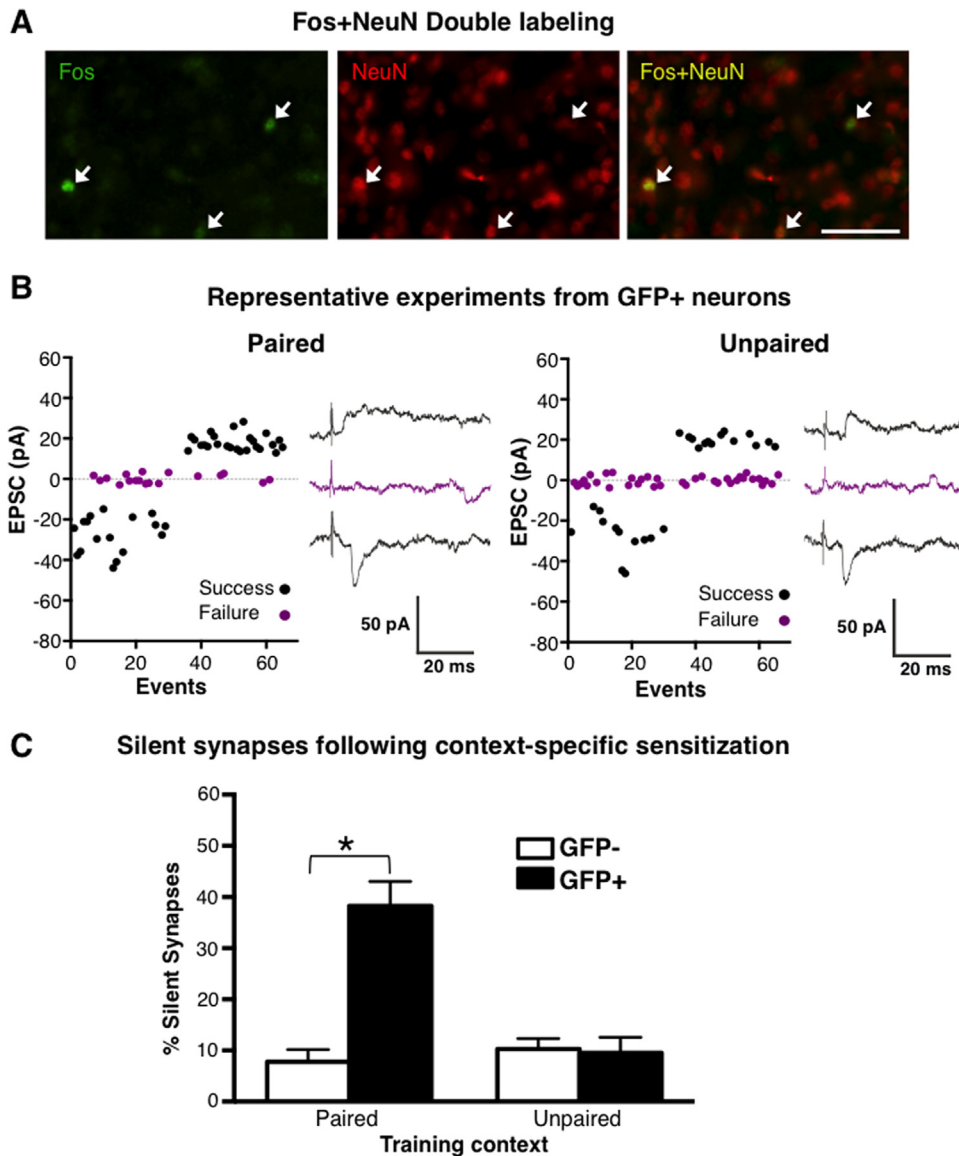 A
Fos+NeuN Double labeling
Fos
NeuN
Fos+NeuN
B
Representative experiments from GFP+ neurons
Paired
60
40
20
0
-20
-40
-60
-80
EPSC (pA)
0 20 40 60
Events
Success
Failure
50 pA
20 ms
Unpaired
60
40
20
0
-20
-40
-60
-80
EPSC (pA)
0 20 40 60
Events
Success
Failure
50 pA
20 ms
C
Silent synapses following context-specific sensitization
60
50
40
30
20
10
0
% Silent Synapses
*
GFP-
GFP+
Paired Unpaired
Training context